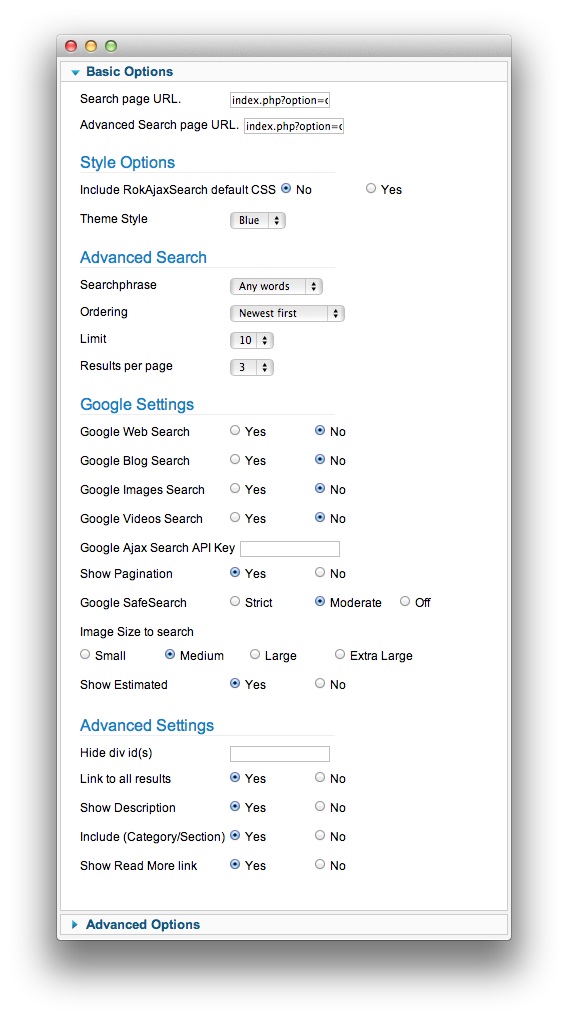 Basic Options
Search page URL. index.php?option=c
Advanced Search page URL. index.php?option=c
Style Options
Include RokAjaxSearch default CSS No Yes
Theme Style Blue
Advanced Search
Searchphrase Any words
Ordering Newest first
Limit 10
Results per page 3
Google Settings
Google Web Search Yes No
Google Blog Search Yes No
Google Images Search Yes No
Google Videos Search Yes No
Google Ajax Search API Key
Show Pagination Yes No
Google SafeSearch Strict Moderate Off
Image Size to search
Small Medium Large Extra Large
Show Estimated Yes No
Advanced Settings
Hide div id(s)
Link to all results Yes No
Show Description Yes No
Include (Category/Section) Yes No
Show Read More link Yes No
Advanced Options